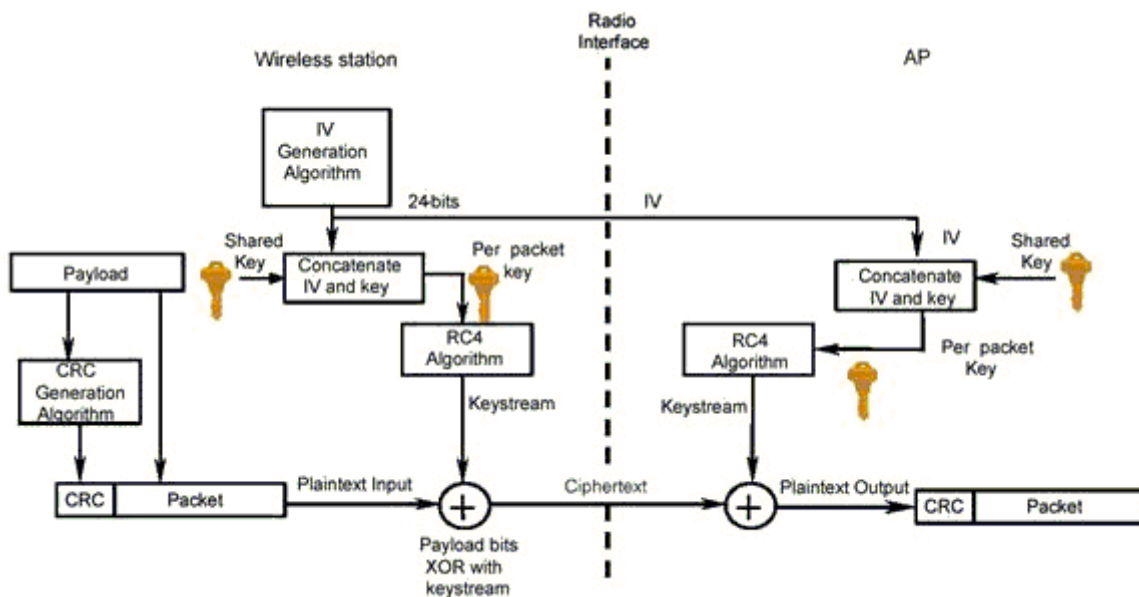 Radio
Interface
Wireless station
AP
IV
Generation
Algorithm
24-bits
IV
Shared
Key
Concatenate
IV and key
Per packet
key
IV
Shared
Key
Concatenate
IV and key
Payload
RC4
Algorithm
RC4
Algorithm
Per packet
Key
CRC
Generation
Algorithm
Keystream
Keystream
CRC
Packet
Plaintext Input
Ciphertext
Plaintext Output
CRC
Packet
Payload bits
XOR with
keystream